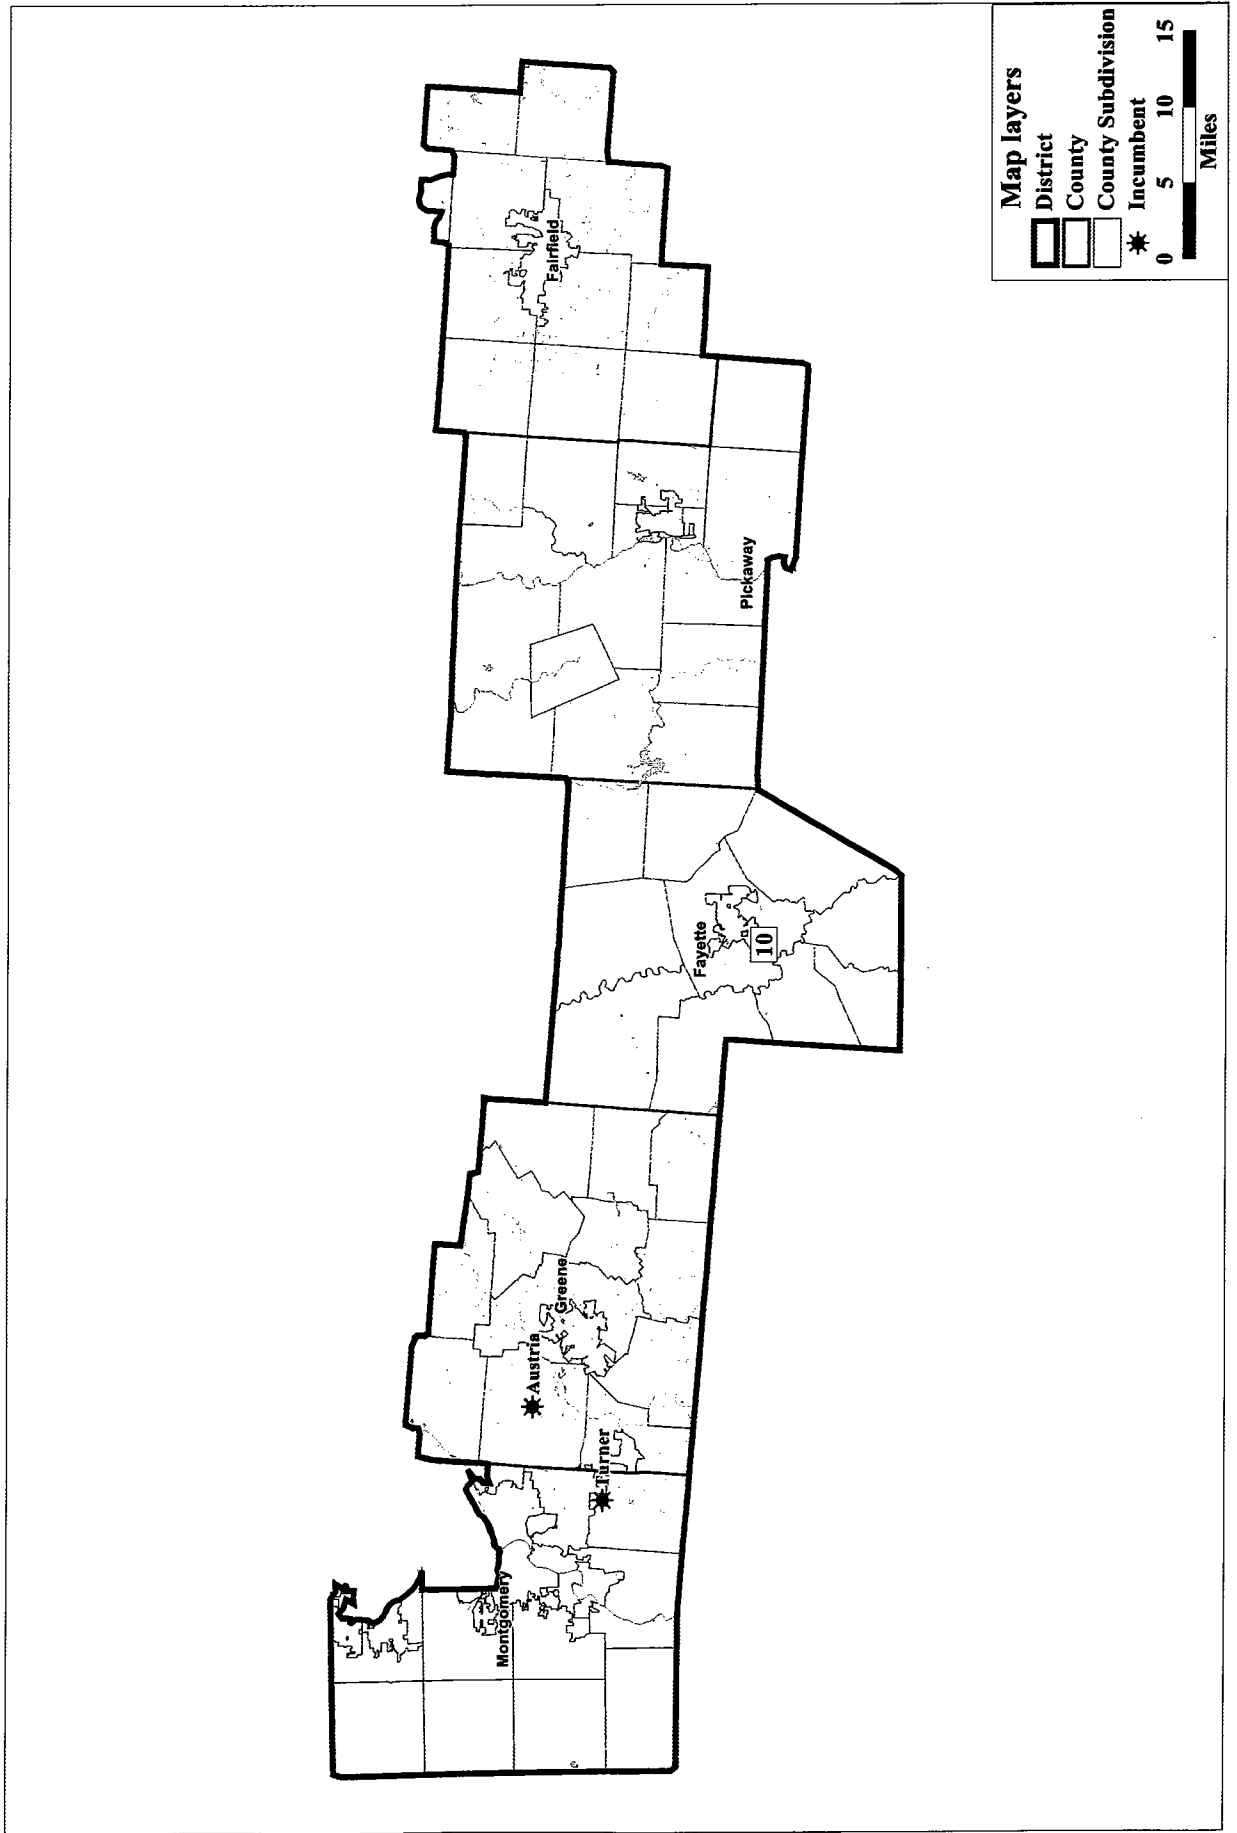 Montgomery
Turner
Austria
Greene
Fayette
10
Pickaway
Fairfield
Map layers
District
County
County Subdivision
Incumbent
0 5 10 15
Miles